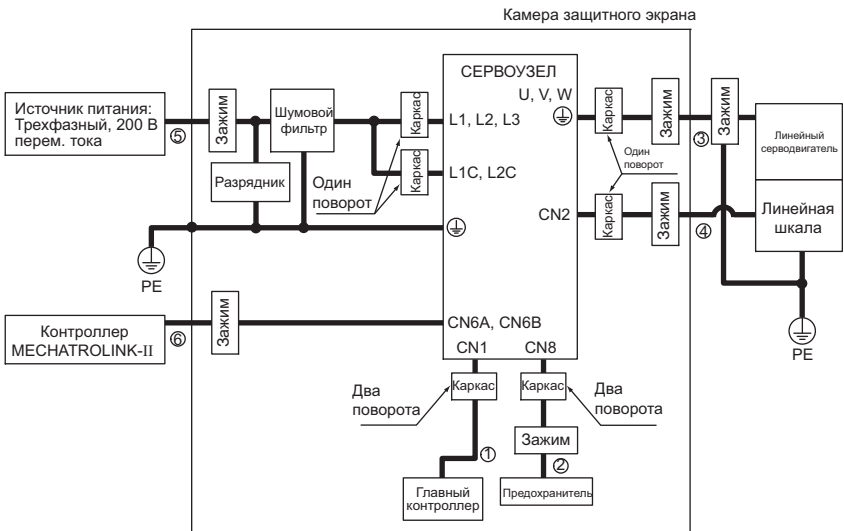 Камера защитного экрана
СЕРВОУЗЕЛ
U, V, W
Источник питания:
Трехфазный, 200 В
перем. тока
⑤
Зажим
Шумовой
фильтр
Каркас
L1, L2, L3
Каркас
Зажим
③
Зажим
Линейный
серводвигатель
Один
поворот
Разрядник
Один
поворот
Каркас
L1C, L2C
CN2
Каркас
Зажим
④
Линейная
шкала
PE
PE
Контроллер
MECHATROLINK-II
⑥
Зажим
CN6A, CN6B
CN1
CN8
Два
поворота
Каркас
Каркас
Два
поворота
Зажим
①
②
Главный
контроллер
Предохранитель